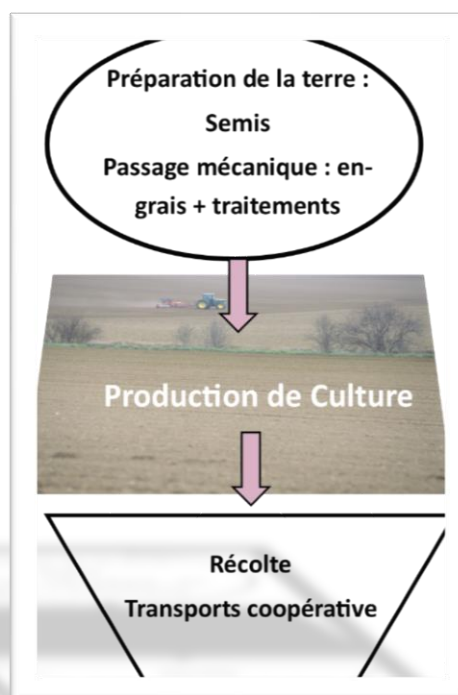 Préparation de la terre :
Semis
Passage mécanique : en-
grais + traitements
Production de Culture
Récolte
Transports coopérative